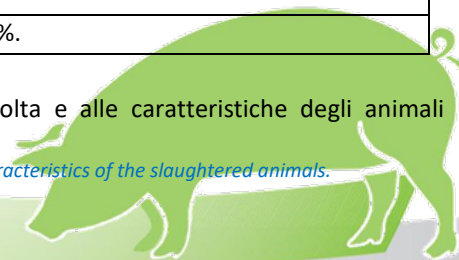 %.
olta e alle caratteristiche degli animali
racteristics of the slaughtered animals.